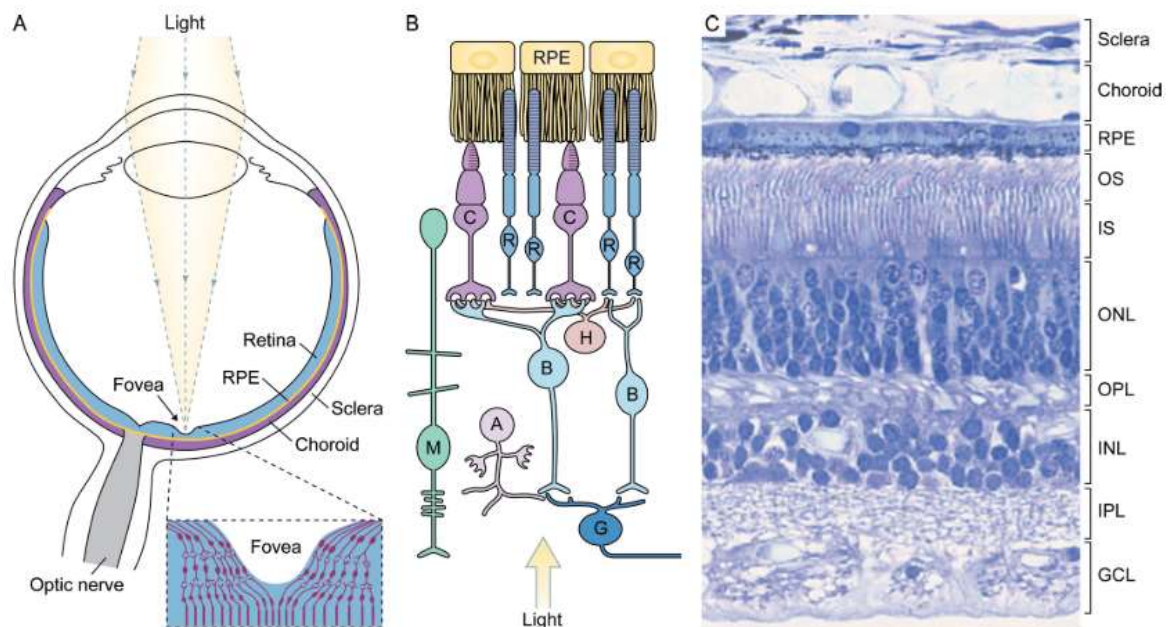 A
Light
Retina
Fovea
RPE
Sclera
Choroid
Fovea
Optic nerve
B
RPE
C
C
R
R
R
R
H
B
B
A
M
G
Light
C
Sclera
Choroid
RPE
OS
IS
ONL
OPL
INL
IPL
GCL